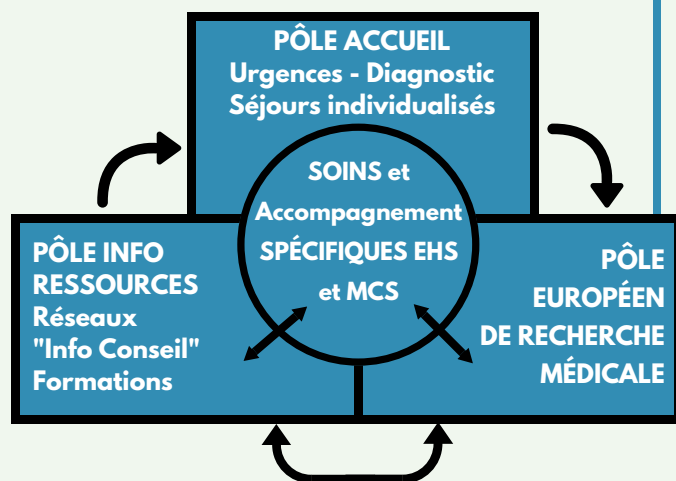 PÔLE ACCUEIL
Urgences - Diagnostic
Séjours individualisés
SOINS et
Accompagnement
SPÉCIFIQUES EHS
et MCS
PÔLE INFO
RESSOURCES
Réseaux
"Info Conseil"
Formations
PÔLE
EUROPÉEN
DE RECHERCHE
MÉDICALE